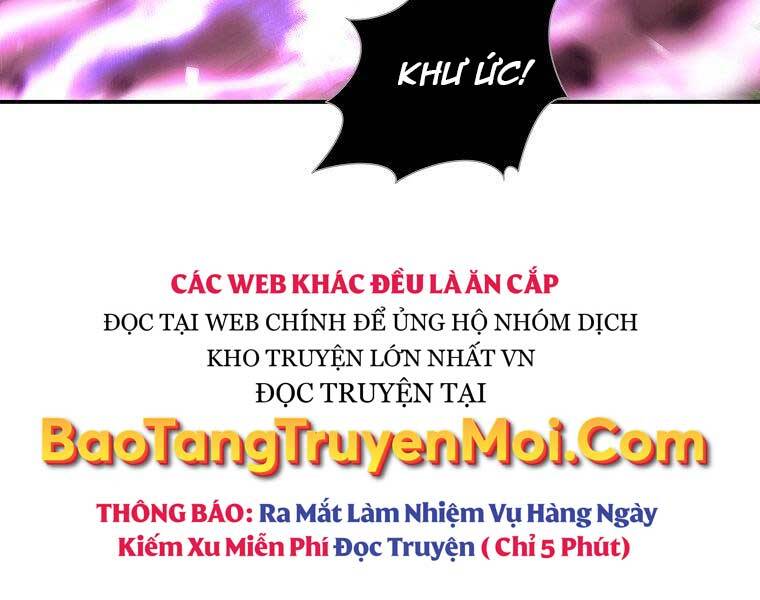 KHƯ ỨC!
CÁC WEB KHÁC ĐỀU LÀ ĂN CẮP
ĐỌC TẠI WEB CHÍNH ĐỂ ỦNG HỘ NHÓM DỊCH
KHO TRUYỆN LỚN NHẤT VN
ĐỌC TRUYỆN TẠI
BaoTangTruyenMoi.Com
THÔNG BÁO: Ra Mắt Làm Nhiệm Vụ Hàng Ngày
Kiếm Xu Miễn Phí Đọc Truyện ( Chỉ 5 Phút)